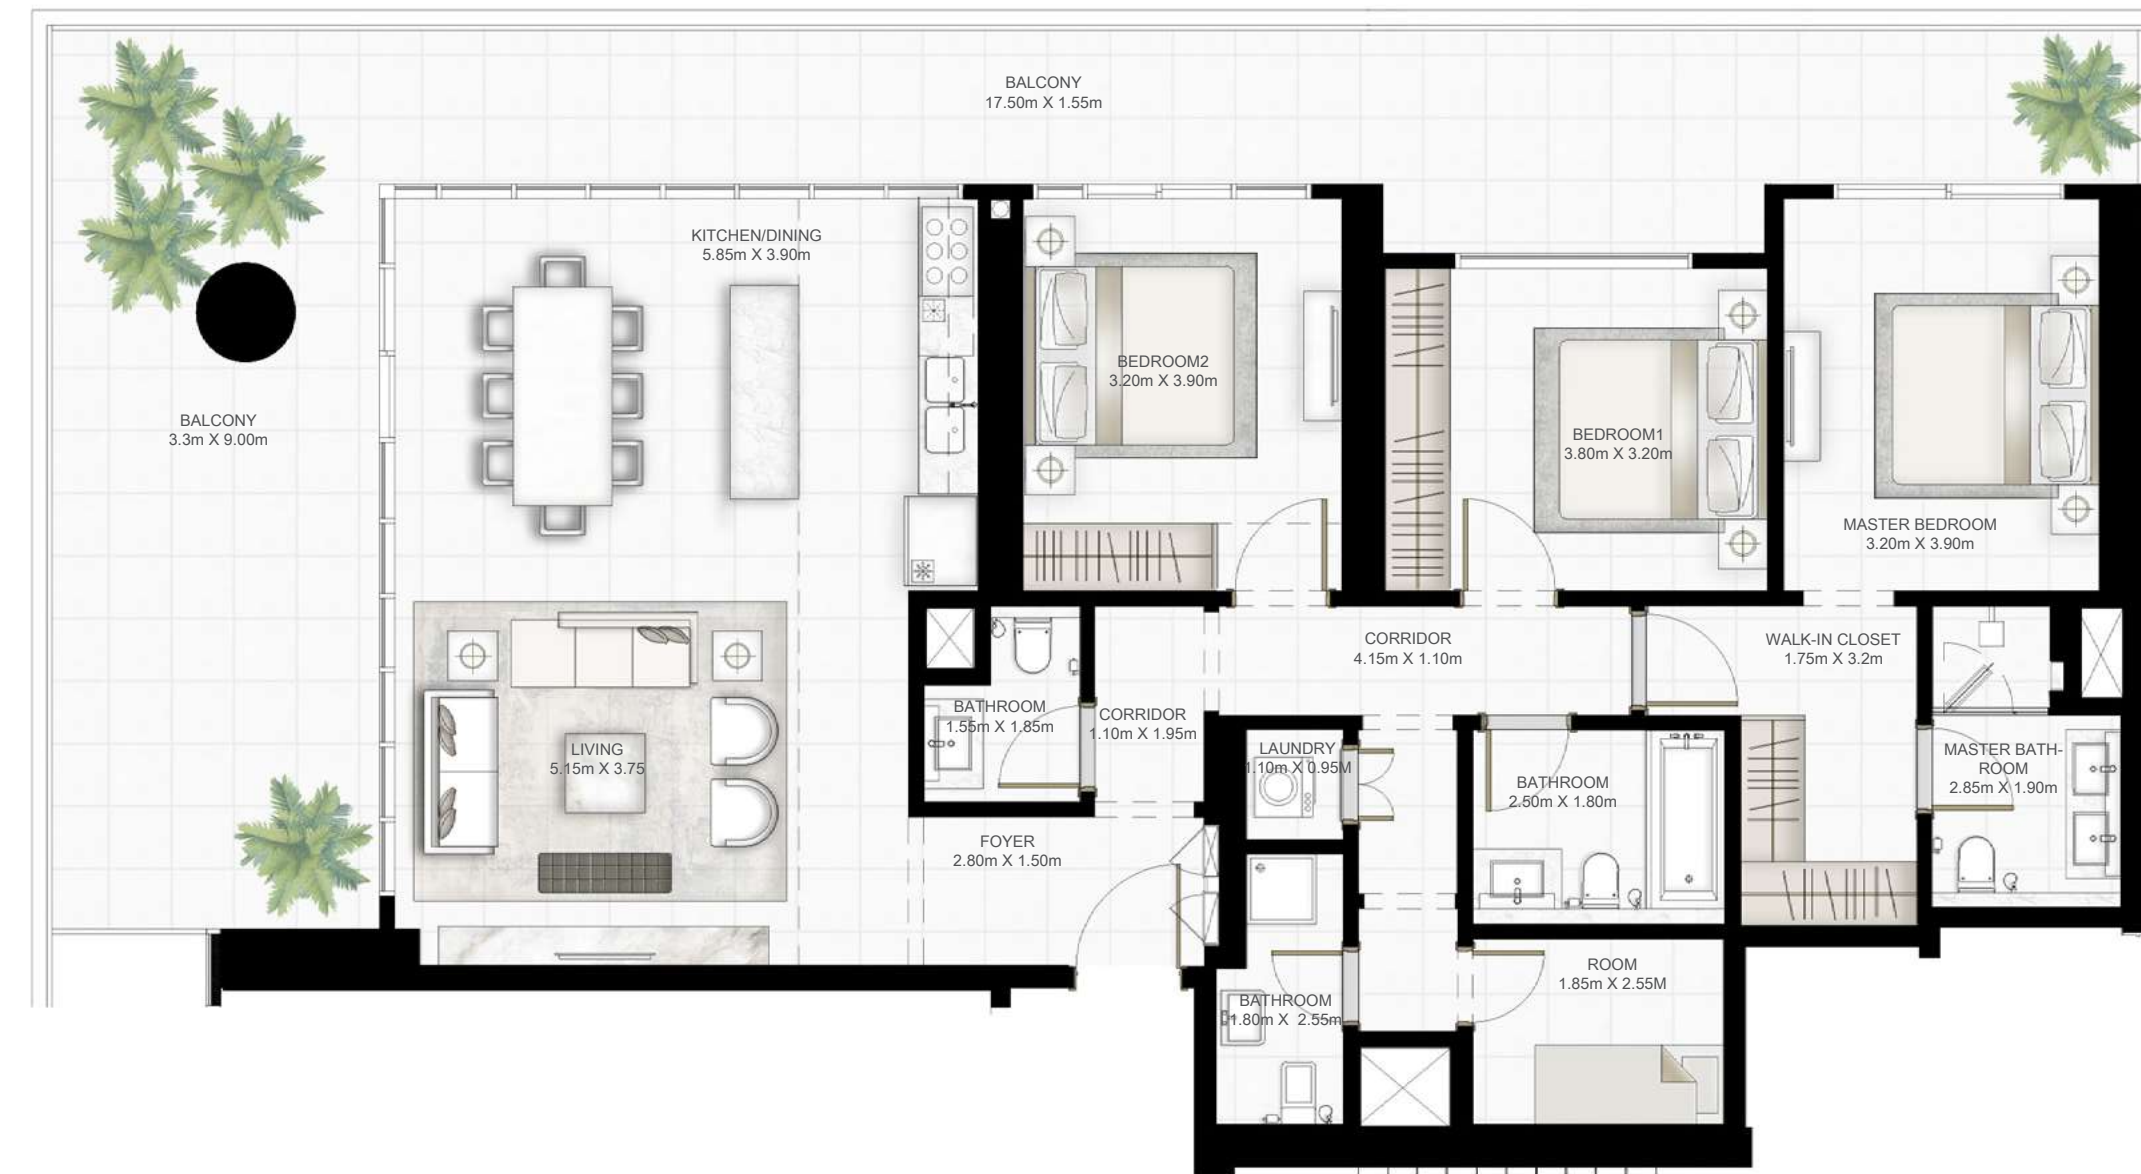 BALCONY
17.50m X 1.55m
KITCHEN/DINING
5.85m X 3.90m
BEDROOM2
3.20m X 3.90m
BALCONY
3.3m X 9.00m
BEDROOM1
3.80m X 3.20m
MASTER BEDROOM
3.20m X 3.90m
CORRIDOR
4.15m X 1.10m
WALK-IN CLOSET
1.75m X 3.2m
BATHROOM
1.55m X 1.85m
CORRIDOR
1.10m X 1.95m
LIVING
5.15m X 3.75
LAUNDRY
1.10m X 0.95M
BATHROOM
2.50m X 1.80m
MASTER BATH-
ROOM
2.85m X 1.90m
FOYER
2.80m X 1.50m
ROOM
1.85m X 2.55M
BATHROOM
1.80m X 2.55m